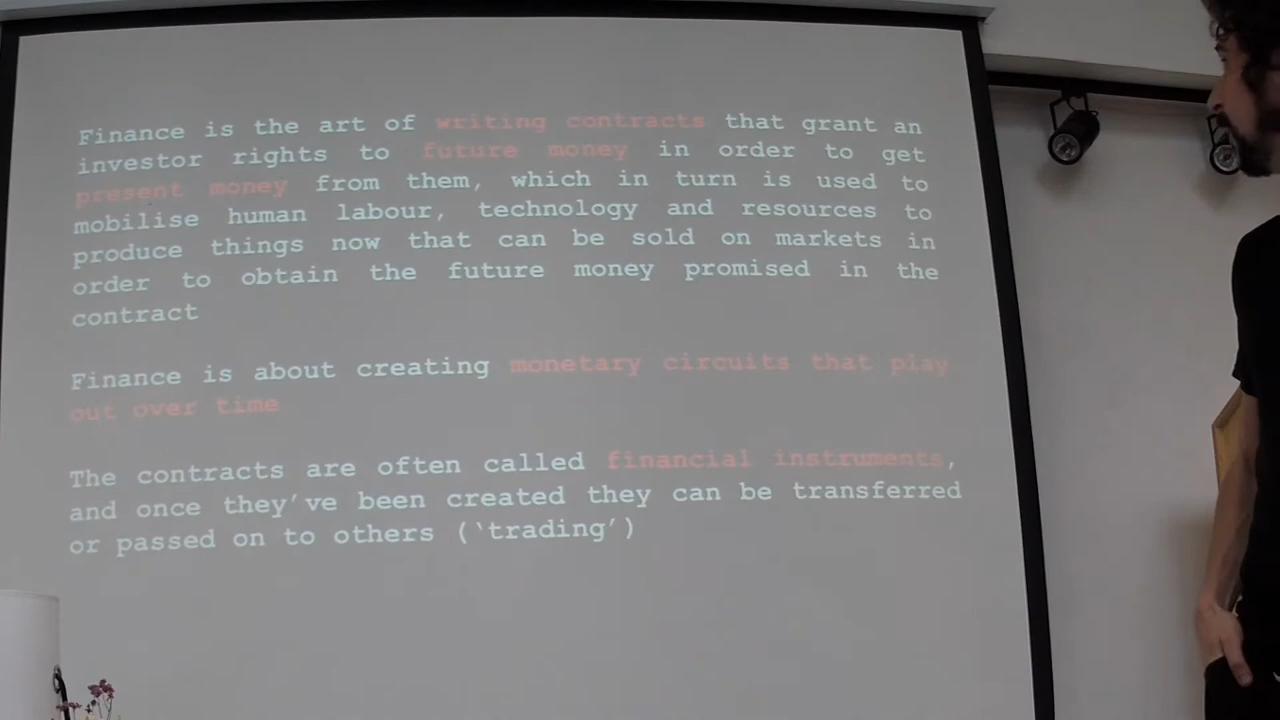 Finance is the art of writing contracts that grant an
investor rights to future money in order to get
present money from them, which in turn is used to
mobilise human labour, technology and resources to
produce things now that can be sold on markets in
order to obtain the future money promised in the
contract
Finance is about creating monetary circuits that play
out over time
The contracts are often called financial instruments,
and once they’ve been created they can be transferred
or passed on to others (‘trading’)